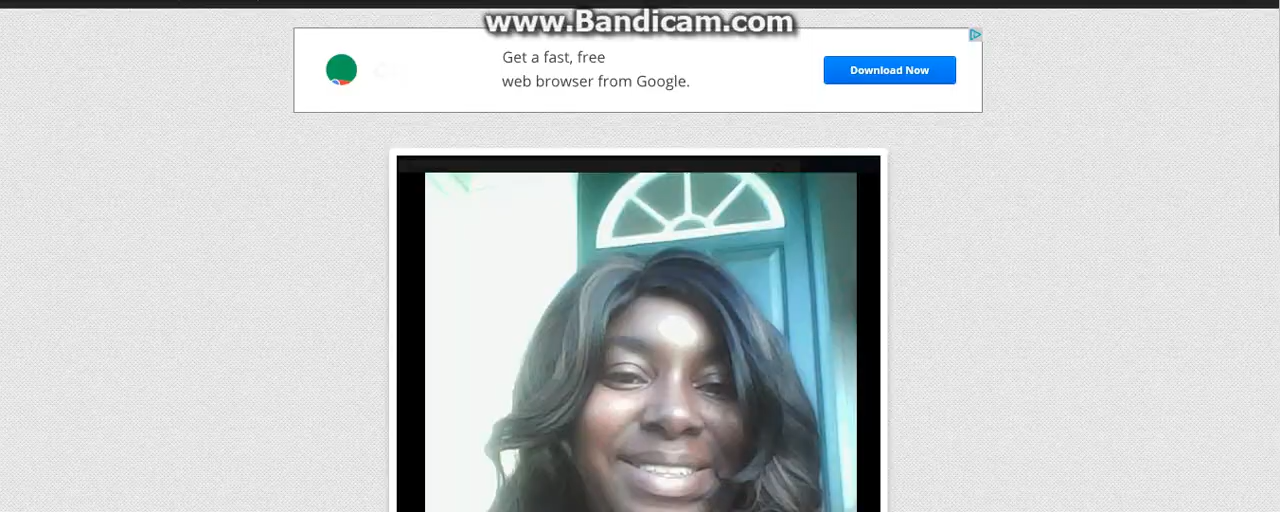 www.Bandicam.com
Get a fast, free
web browser from Google.
Download Now